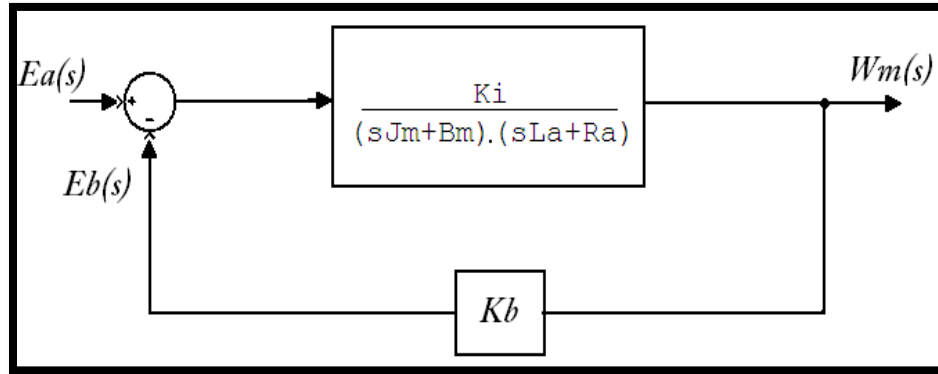 Ea(s)
+
-
Eb(s)
Ki
(sJm+Bm).(sLa+Ra)
Wm(s)
Kb